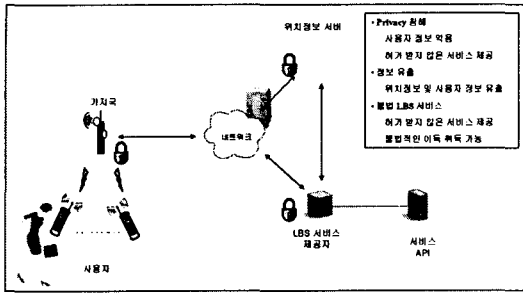 위치정보 서버
• Privacy 침해
사용자 정보 악용
허가 받지 않은 서비스 제공
• 정보 유출
위치정보 및 사용자 정보 유출
• 불법 LBS 서비스
허가 받지 않은 서비스 제공
불법적인 이득 취득 가능
기지국
네트워크
LBS 서비스
제공자
서비스
API
사용자